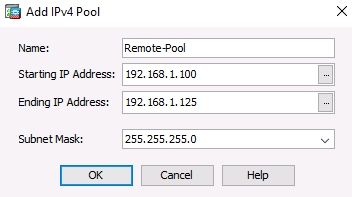 Add IPv4 Pool
Name: Remote-Pool
Starting IP Address: 192.168.1.100 ...
Ending IP Address: 192.168.1.125 ...
Subnet Mask: 255.255.255.0
OK Cancel Help